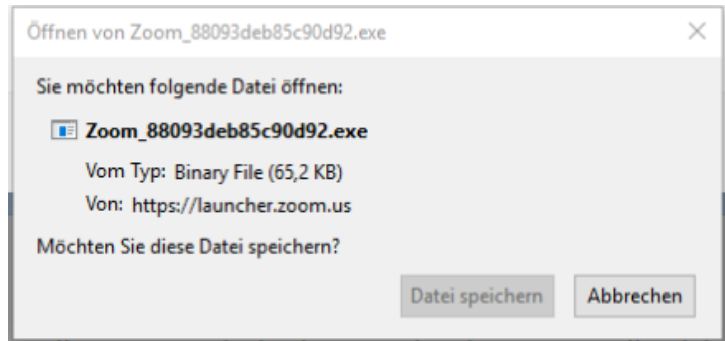 Öffnen von Zoom_88093deb85c90d92.exe
Sie möchten folgende Datei öffnen:
Zoom_88093deb85c90d92.exe
Vom Typ: Binary File (65,2 KB)
Von: https://launcher.zoom.us
Möchten Sie diese Datei speichern?
Datei speichern Abbrechen